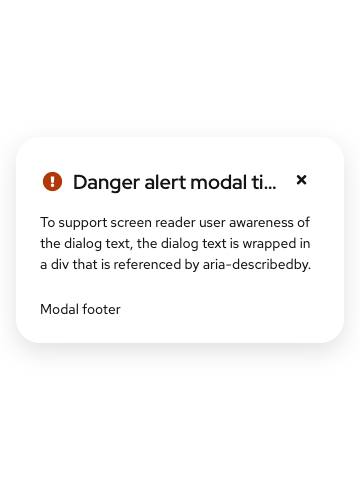 Danger alert modal ti...
To support screen reader user awareness of
the dialog text, the dialog text is wrapped in
a div that is referenced by aria-describedby.
Modal footer